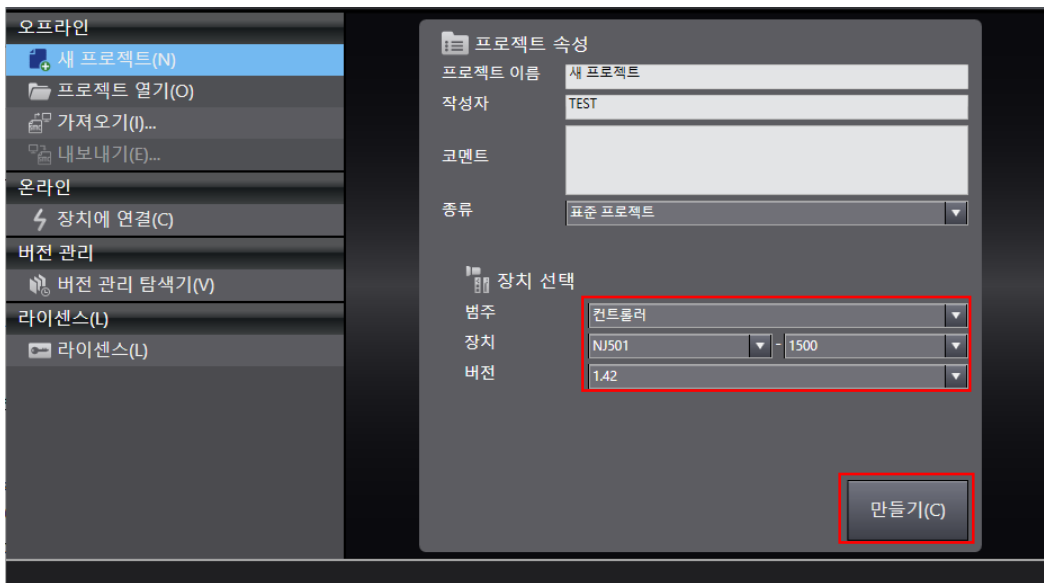 오프라인
새 프로젝트(N)
프로젝트 열기(O)
가져오기(I)...
내보내기(E)...
온라인
장치에 연결(C)
버전 관리
버전 관리 탐색기(V)
라이센스(L)
라이센스(L)
프로젝트 속성
프로젝트 이름 새 프로젝트
작성자 TEST
코멘트
종류 표준 프로젝트
장치 선택
범주 컨트롤러
장치 NJ501 - 1500
버전 1.42
만들기(C)